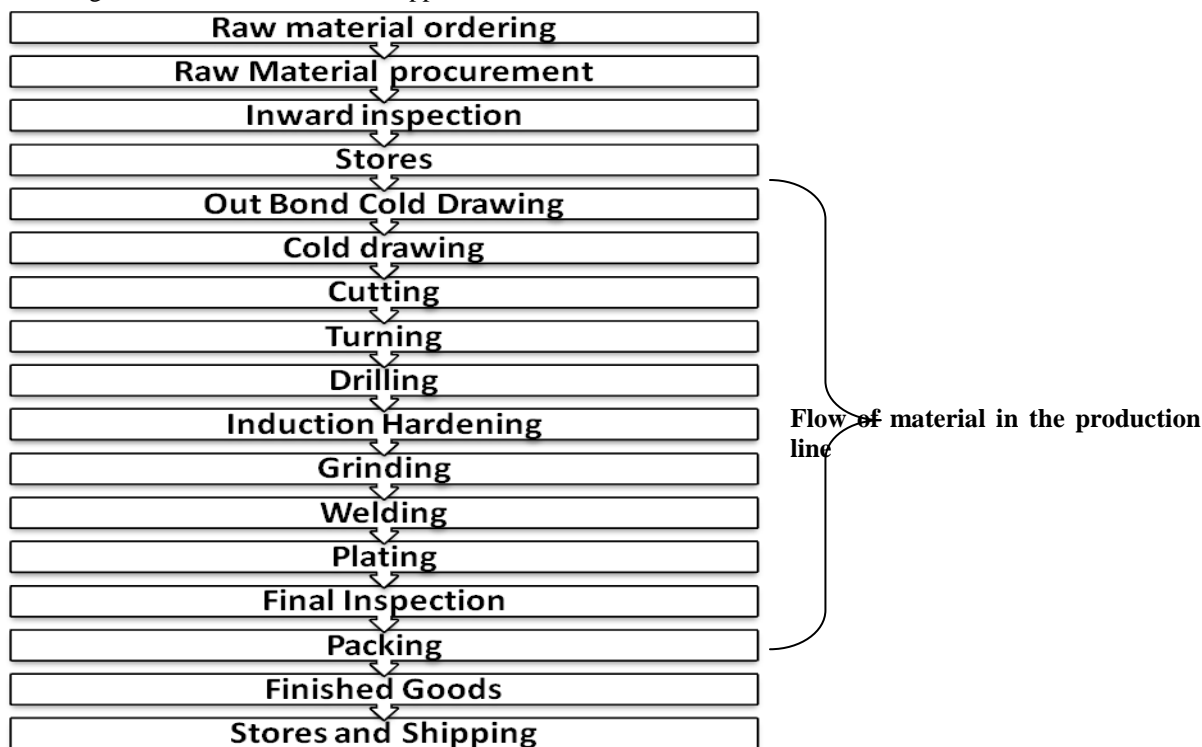 Raw material ordering
Raw Material procurement
Inward inspection
Stores
Out Bond Cold Drawing
Cold drawing
Cutting
Turning
Drilling
Induction Hardening
Grinding
Welding
Plating
Final Inspection
Packing
Finished Goods
Stores and Shipping
Flow of material in the production
line